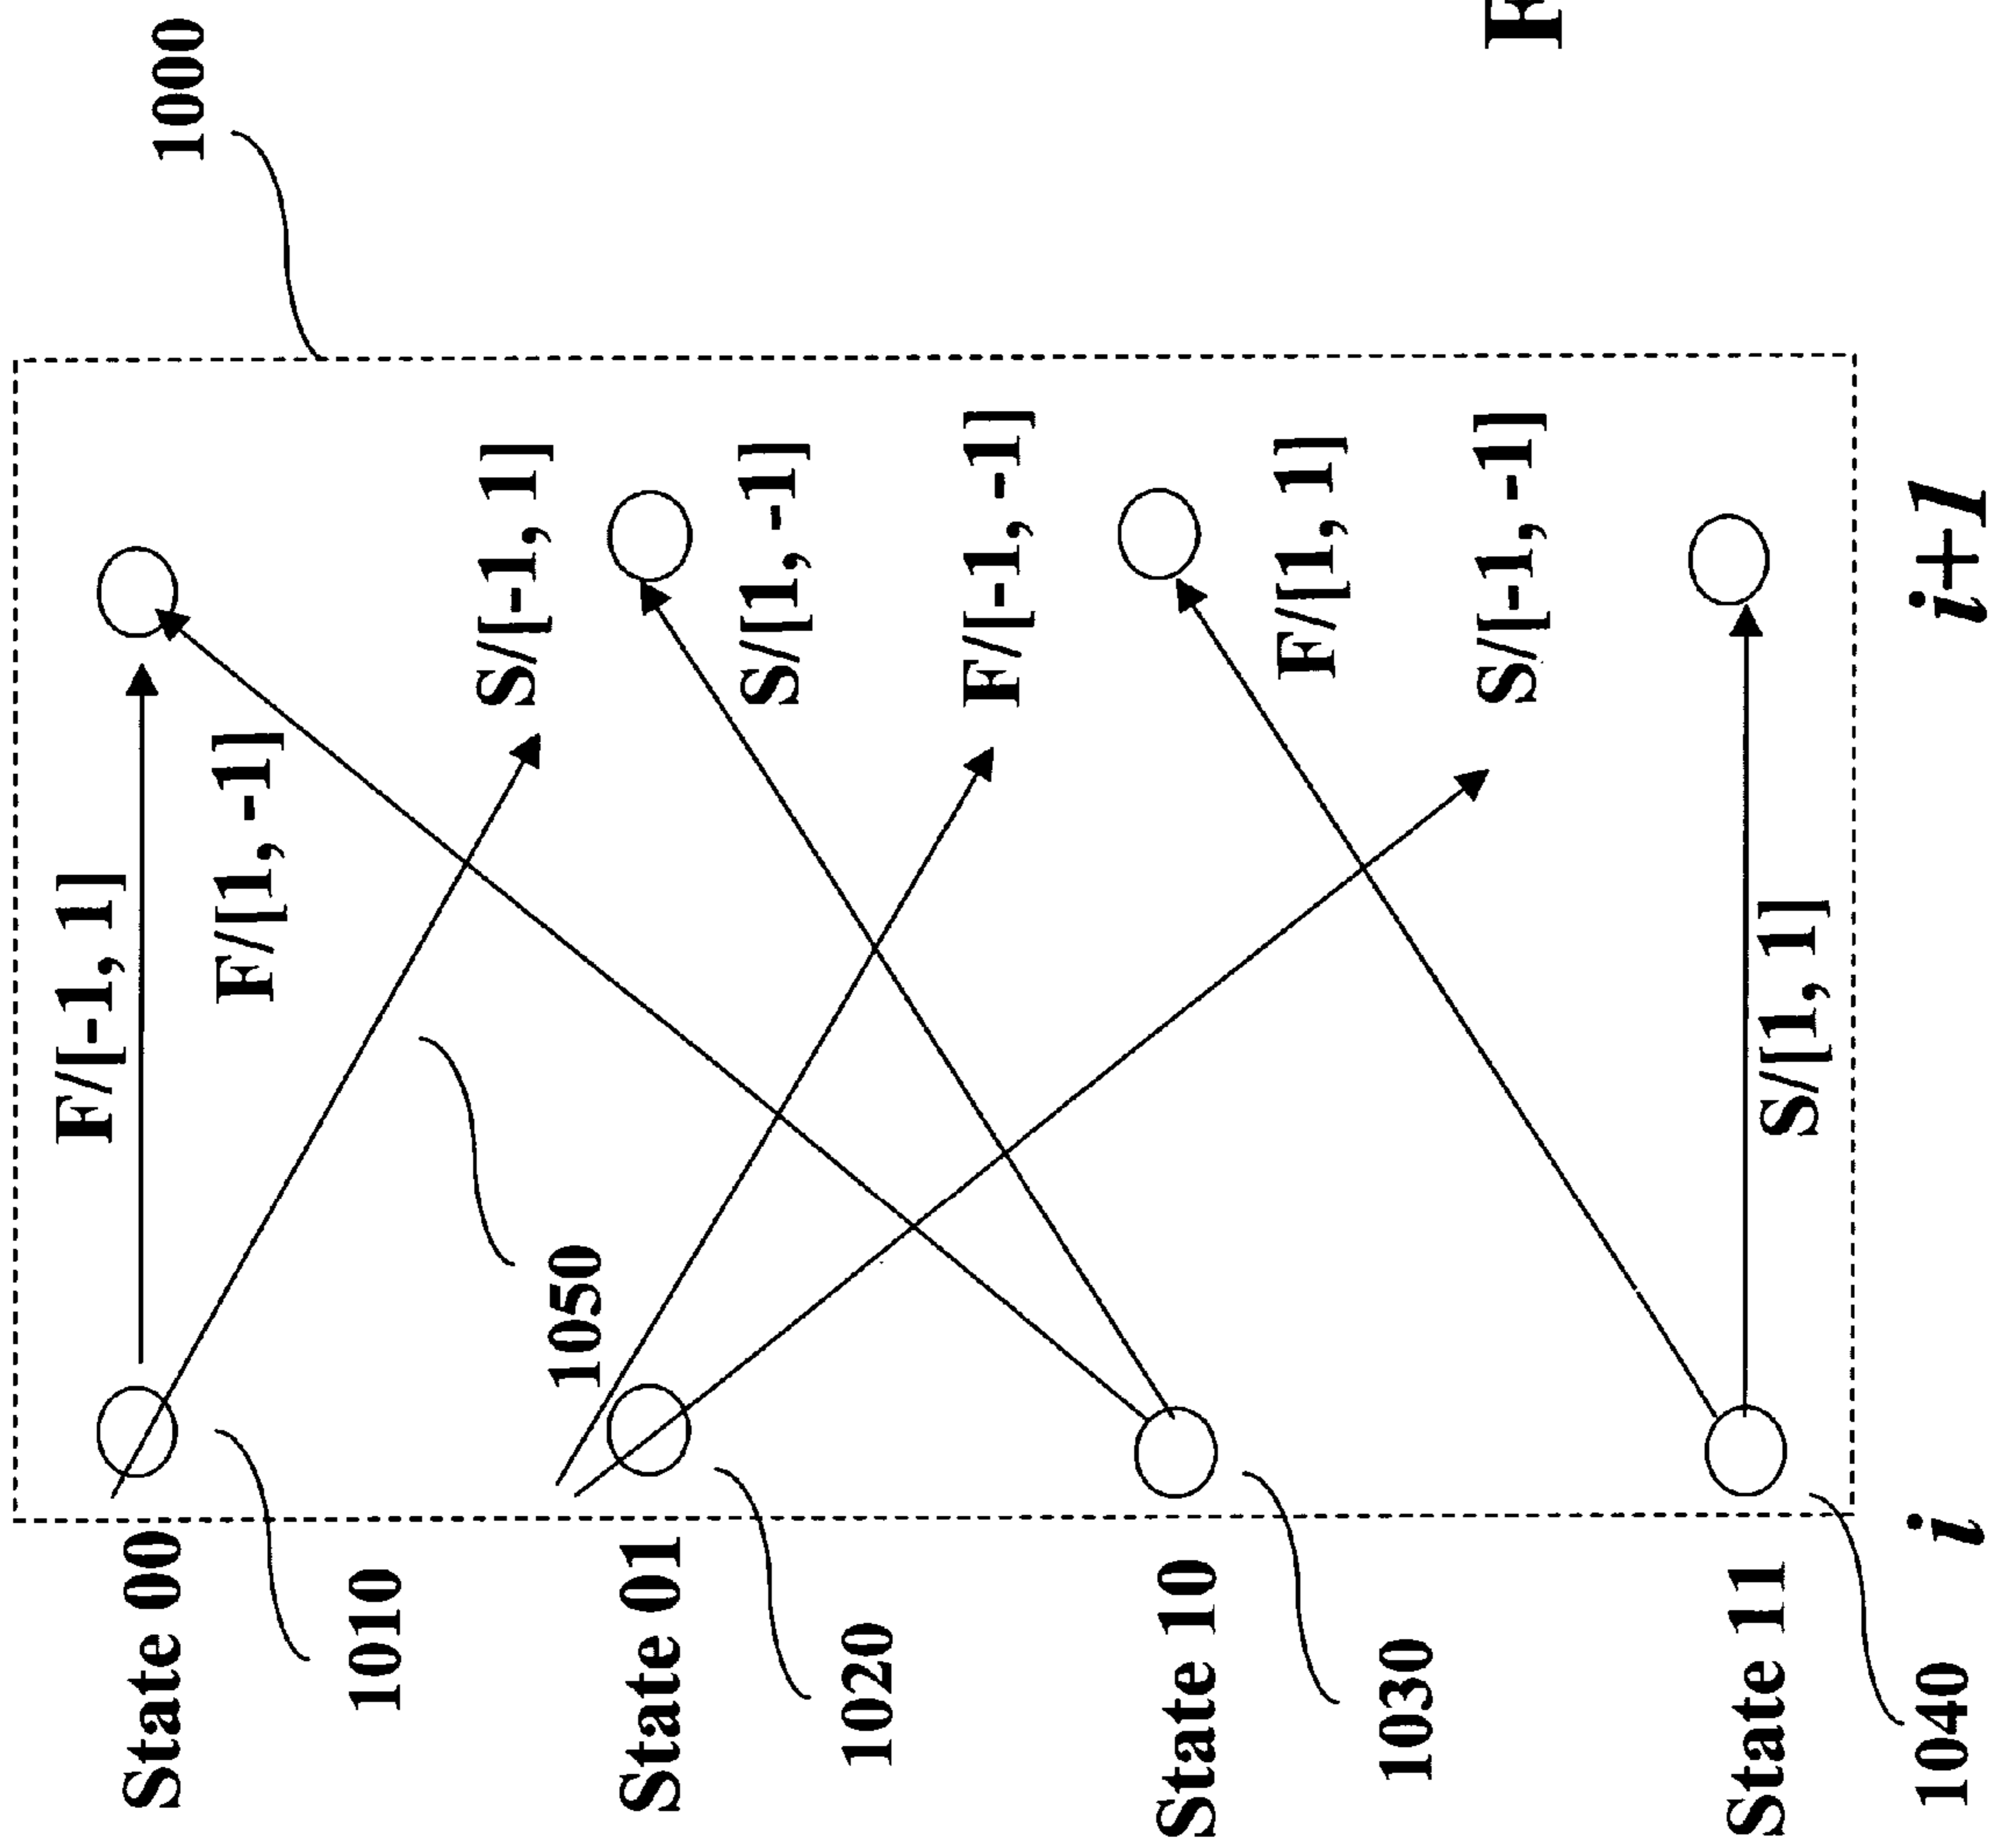 F/[-1, 1]
State 00
1000
F/[1, -1]
1010
S/[-1, 1]
1050
State 01
S/[1, -1]
1020
F/[-1, -1]
State 10
F/[1, 1]
1030
S/[-1, -1]
F
State 11
S/[1, 1]
1040
i
i+1